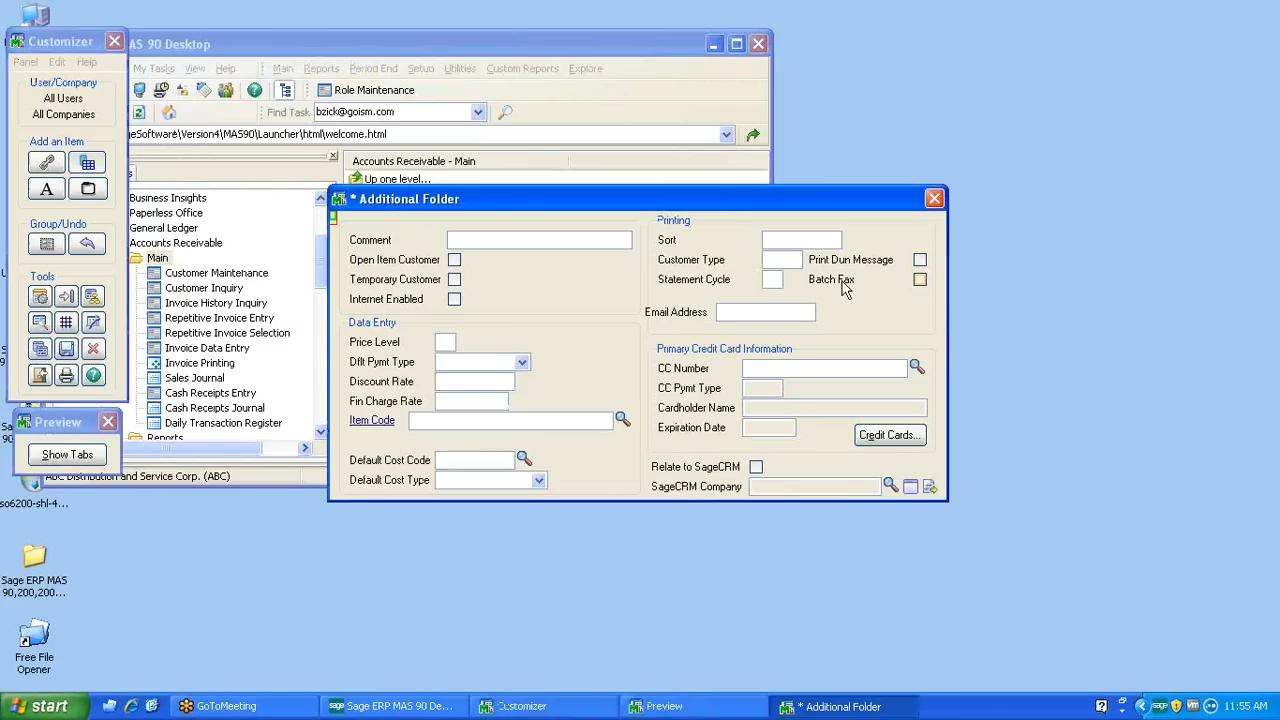 Customizer
Panel Edit Help
User/Company
All Users
All Companies
Add an Item
A
Group/Undo
Tools
Preview
Show Tabs
AS 90 Desktop
My Tasks View Help Main Reports Period End Setup Utilities Custom Reports Explore
Role Maintenance
Find Task bzick@goism.com
geSoftware\Version4\MAS90\Launcher\html\welcome.html
Accounts Receivable - Main
Up one level...
Business Insights
Paperless Office
General Ledger
Accounts Receivable
Main
Customer Maintenance
Customer Inquiry
Invoice History Inquiry
Repetitive Invoice Entry
Repetitive Invoice Selection
Invoice Data Entry
Invoice Printing
Sales Journal
Cash Receipts Entry
Cash Receipts Journal
Daily Transaction Register
Reports
ABC Distribution and Service Corp. (ABC)
* Additional Folder
Comment
Open Item Customer
Temporary Customer
Internet Enabled
Data Entry
Price Level
Dflt Pymt Type
Discount Rate
Fin Charge Rate
Item Code
Default Cost Code
Default Cost Type
Printing
Sort
Customer Type Print Dun Message
Statement Cycle Batch Fax
Email Address
Primary Credit Card Information
CC Number
CC Pymt Type
Cardholder Name
Expiration Date Credit Cards...
Relate to SageCRM
SageCRM Company
so6200-shl-4...
Sage ERP MAS
90,200,200...
Free File
Opener
start GoToMeeting Sage ERP MAS 90 De... Customizer Preview * Additional Folder 11:55 AM